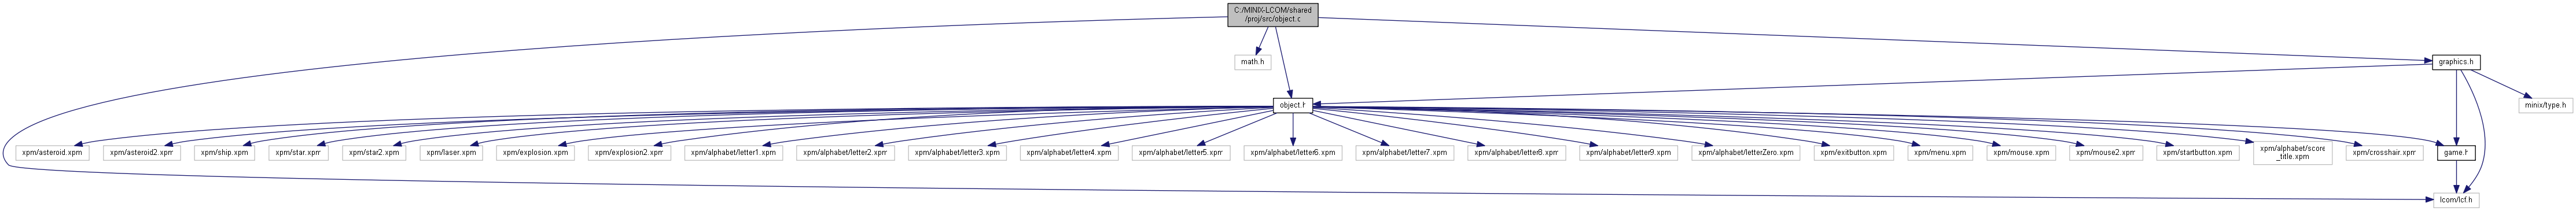 C:/MINIX-LCOM/shared
/proj/src/object.c
math.h
graphics.h
object.h
minix/type.h
xpm/asteroid.xpm
xpm/asteroid2.xpm
xpm/ship.xpm
xpm/star.xpm
xpm/star2.xpm
xpm/laser.xpm
xpm/explosion.xpm
xpm/explosion2.xpm
xpm/alphabet/letter1.xpm
xpm/alphabet/letter2.xpm
xpm/alphabet/letter3.xpm
xpm/alphabet/letter4.xpm
xpm/alphabet/letter5.xpm
xpm/alphabet/letter6.xpm
xpm/alphabet/letter7.xpm
xpm/alphabet/letter8.xpm
xpm/alphabet/letter9.xpm
xpm/alphabet/letterZero.xpm
xpm/exitbutton.xpm
xpm/menu.xpm
xpm/mouse.xpm
xpm/mouse2.xpm
xpm/startbutton.xpm
xpm/alphabet/score
_title.xpm
xpm/crosshair.xpm
game.h
lcom/lcf.h